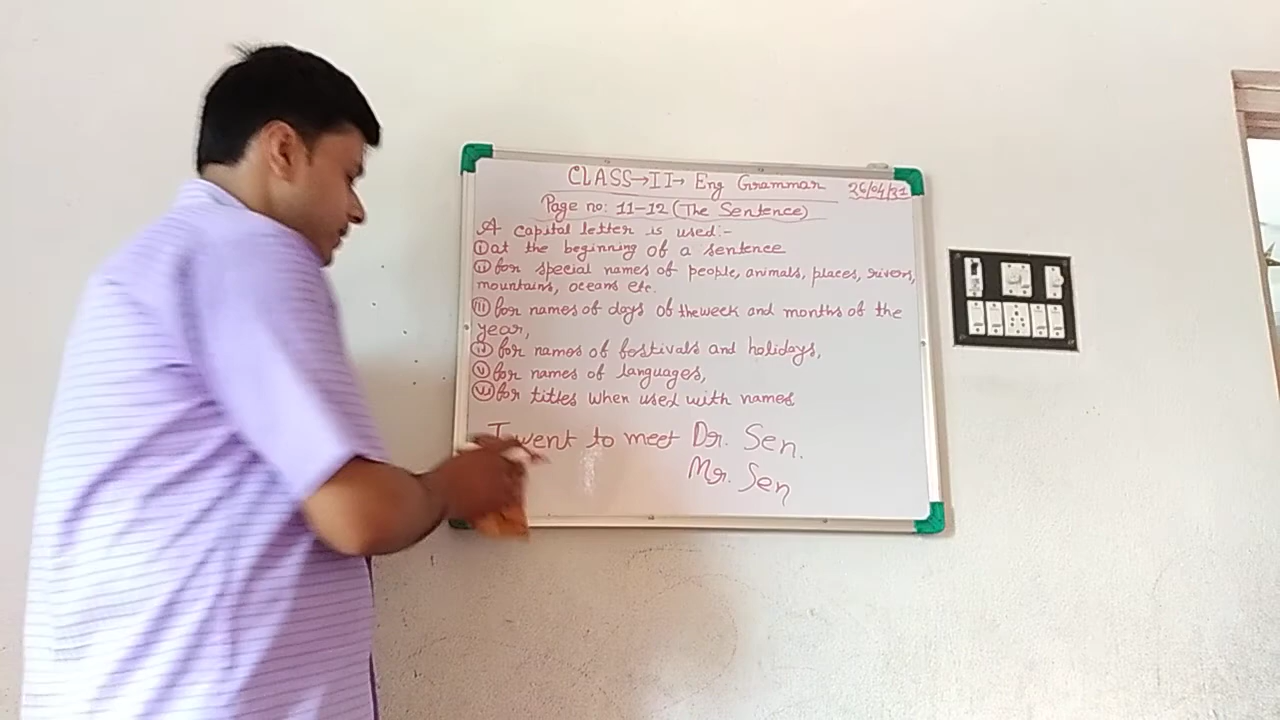 CLASS→II→ Eng Grammar 26/04/21
Page no: 11-12 (The Sentence)
A capital letter is used:-
(i) at the beginning of a sentence
(ii) for special names of people, animals, places, rivers,
mountains, oceans etc.
(iii) for names of days of the week and months of the
year,
(iv) for names of festivals and holidays,
(v) for names of languages,
(vi) for titles when used with names
I went to meet Dr. Sen.
Mr. Sen